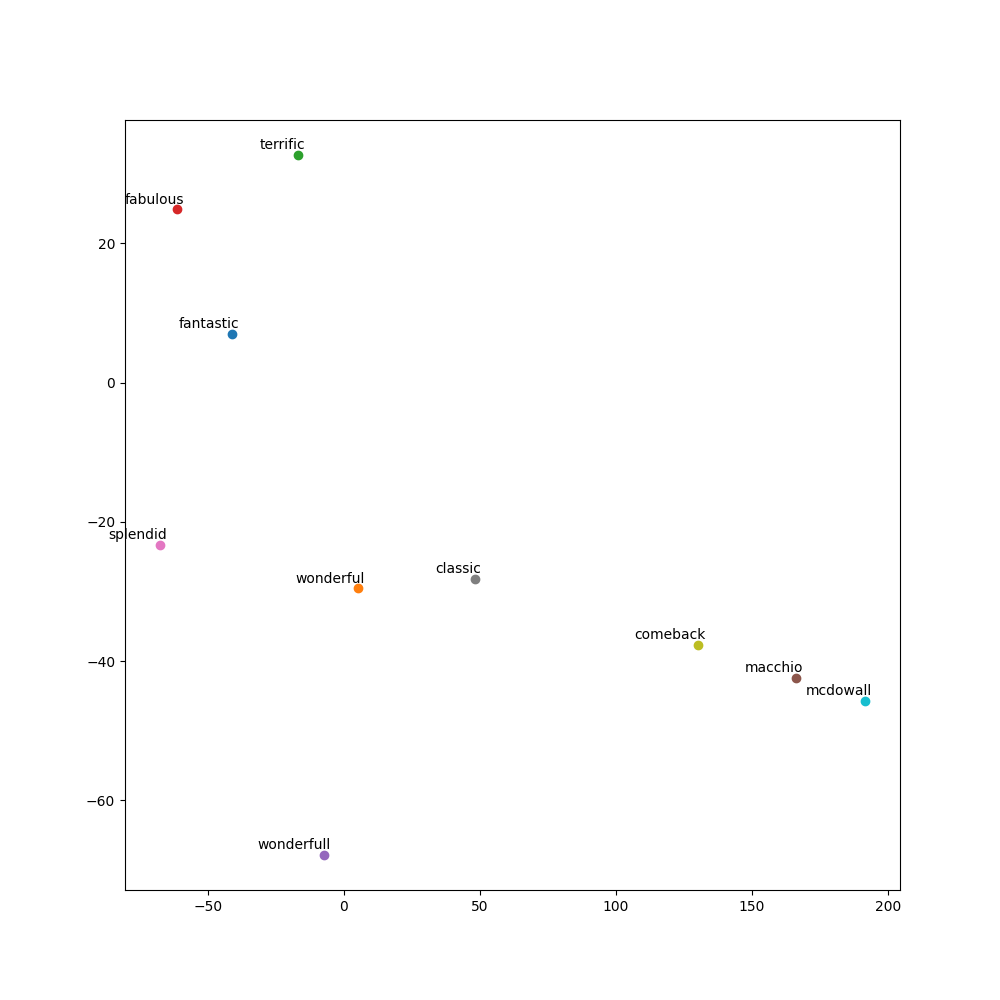 terrific
fabulous
20
fantastic
0
−20
splendid
classic
wonderful
comeback
−40
macchio
mcdowall
−60
wonderfull
−50 0 50 100 150 200